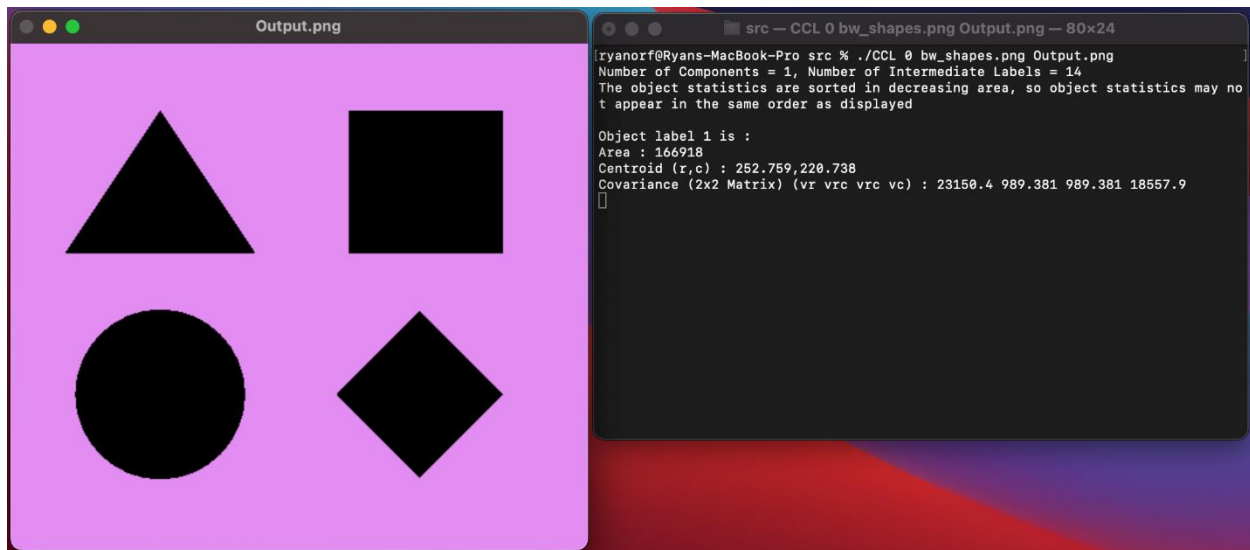 Output.png
src — CCL 0 bw_shapes.png Output.png — 80×24
[ryanorf@Ryans-MacBook-Pro src % ./CCL 0 bw_shapes.png Output.png ]
Number of Components = 1, Number of Intermediate Labels = 14
The object statistics are sorted in decreasing area, so object statistics may no
t appear in the same order as displayed
Object label 1 is :
Area : 166918
Centroid (r,c) : 252.759,220.738
Covariance (2x2 Matrix) (vr vrc vrc vc) : 23150.4 989.381 989.381 18557.9